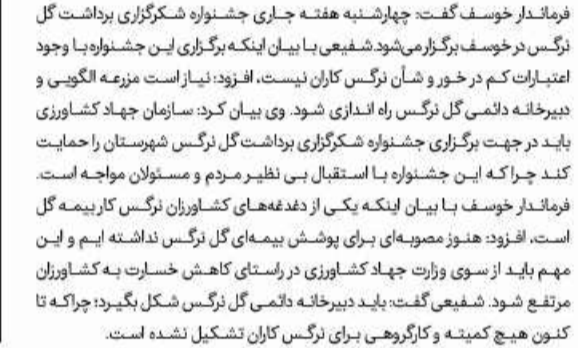 فرماندار خوسف گفت: چهارشنبه هفته جاری جشنواره شکرگزاری برداشت گل
نرگس در خوسف برگزار می‌شود. شفیعی با بیان اینکه برگزاری این جشنواره با وجود
اعتبارات کم در خور و شأن نرگس کاران نیست، افزود: نیاز است مزرعه الگویی و
دبیرخانه دائمی گل نرگس راه اندازی شود. وی بیان کرد: سازمان جهاد کشاورزی
باید در جهت برگزاری جشنواره شکرگزاری برداشت گل نرگس شهرستان را حمایت
کند چرا که این جشنواره با استقبال بی نظیر مردم و مسئولان مواجه است.
فرماندار خوسف با بیان اینکه یکی از دغدغه‌های کشاورزان نرگس کار بیمه گل
است، افزود: هنوز مصوبه‌ای برای پوشش بیمه‌ای گل نرگس نداشته ایم و این
مهم باید از سوی وزارت جهاد کشاورزی در راستای کاهش خسارت به کشاورزان
مرتفع شود. شفیعی گفت: باید دبیرخانه دائمی گل نرگس شکل بگیرد؛ چراکه تا
کنون هیچ کمیته و کارگروهی برای نرگس کاران تشکیل نشده است.